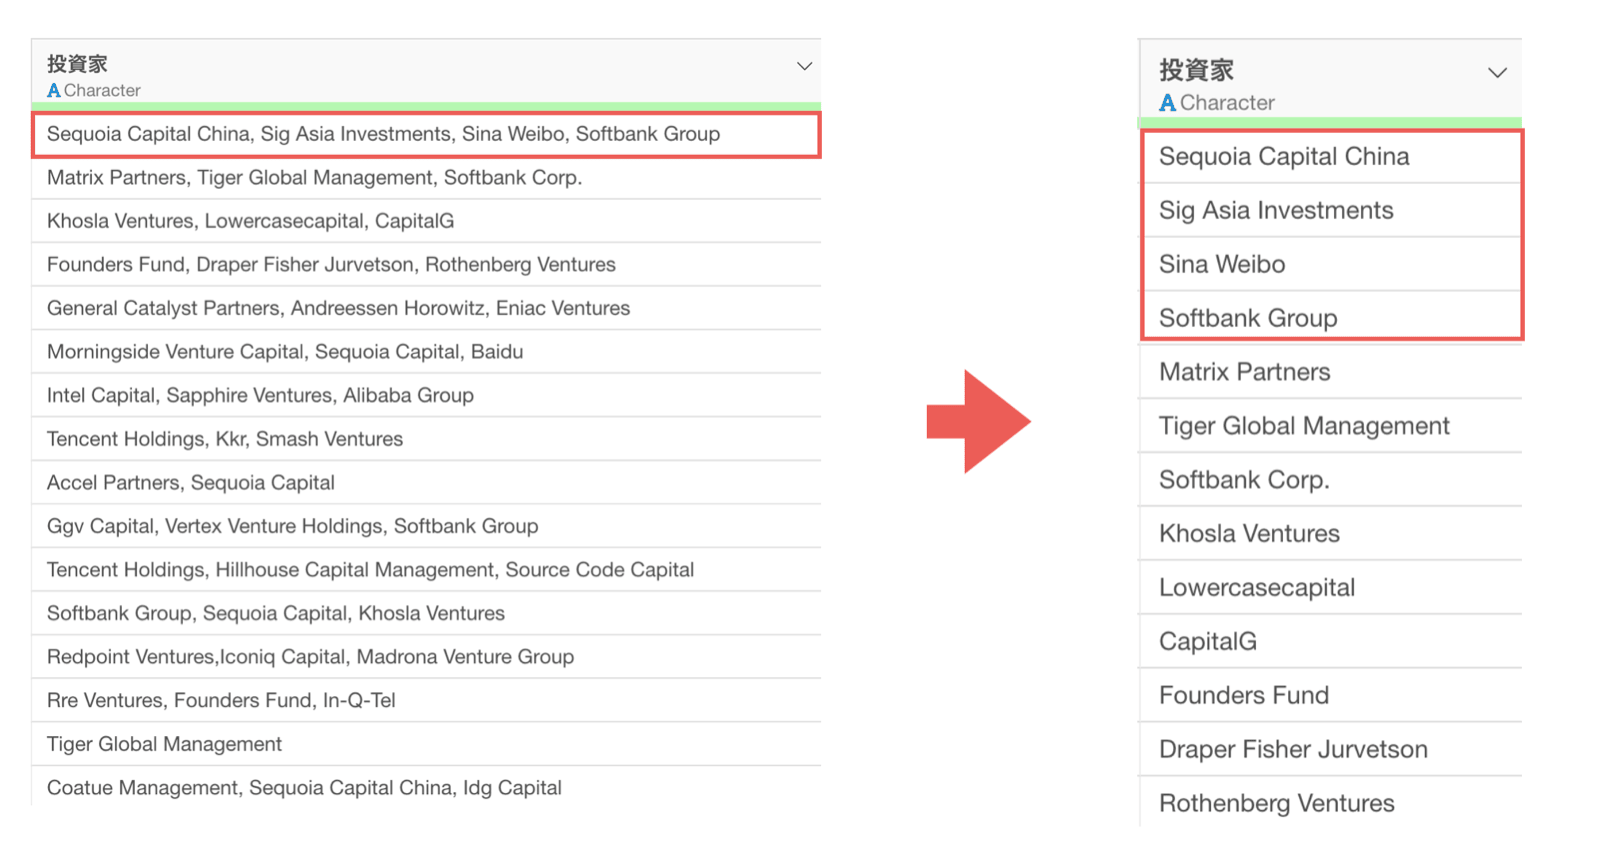 投資家
A Character
Sequoia Capital China, Sig Asia Investments, Sina Weibo, Softbank Group
Matrix Partners, Tiger Global Management, Softbank Corp.
Khosla Ventures, Lowercasecapital, CapitalG
Founders Fund, Draper Fisher Jurvetson, Rothenberg Ventures
General Catalyst Partners, Andreessen Horowitz, Eniac Ventures
Morningside Venture Capital, Sequoia Capital, Baidu
Intel Capital, Sapphire Ventures, Alibaba Group
Tencent Holdings, Kkr, Smash Ventures
Accel Partners, Sequoia Capital
Ggv Capital, Vertex Venture Holdings, Softbank Group
Tencent Holdings, Hillhouse Capital Management, Source Code Capital
Softbank Group, Sequoia Capital, Khosla Ventures
Redpoint Ventures,Iconiq Capital, Madrona Venture Group
Rre Ventures, Founders Fund, In-Q-Tel
Tiger Global Management
Coatue Management, Sequoia Capital China, Idg Capital
投資家
A Character
Sequoia Capital China
Sig Asia Investments
Sina Weibo
Softbank Group
Matrix Partners
Tiger Global Management
Softbank Corp.
Khosla Ventures
Lowercasecapital
CapitalG
Founders Fund
Draper Fisher Jurvetson
Rothenberg Ventures